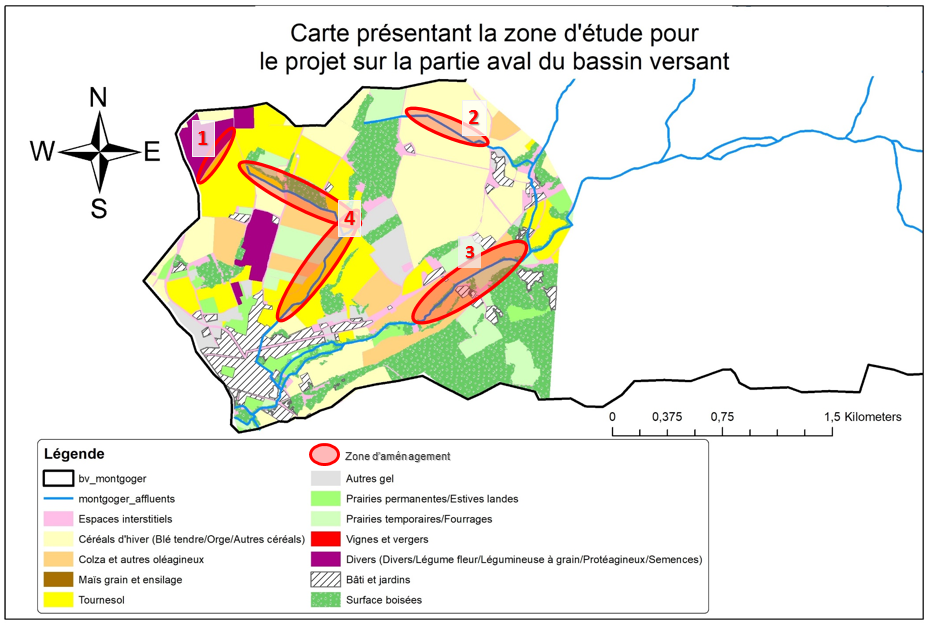 Carte présentant la zone d'étude pour
le projet sur la partie aval du bassin versant
N
W
E
S
1
2
3
4
0 0,375 0,75 1,5 Kilometers
Légende
bv_montgoger
montgoger_affluents
Espaces interstitiels
Céréals d'hiver (Blé tendre/Orge/Autres céréals)
Colza et autres oléagineux
Maïs grain et ensilage
Tournesol
Zone d'aménagement
Autres gel
Prairies permanentes/Estives landes
Prairies temporaires/Fourrages
Vignes et vergers
Divers (Divers/Légume fleur/Légumineuse à grain/Protéagineux/Semences)
Bâti et jardins
Surface boisées